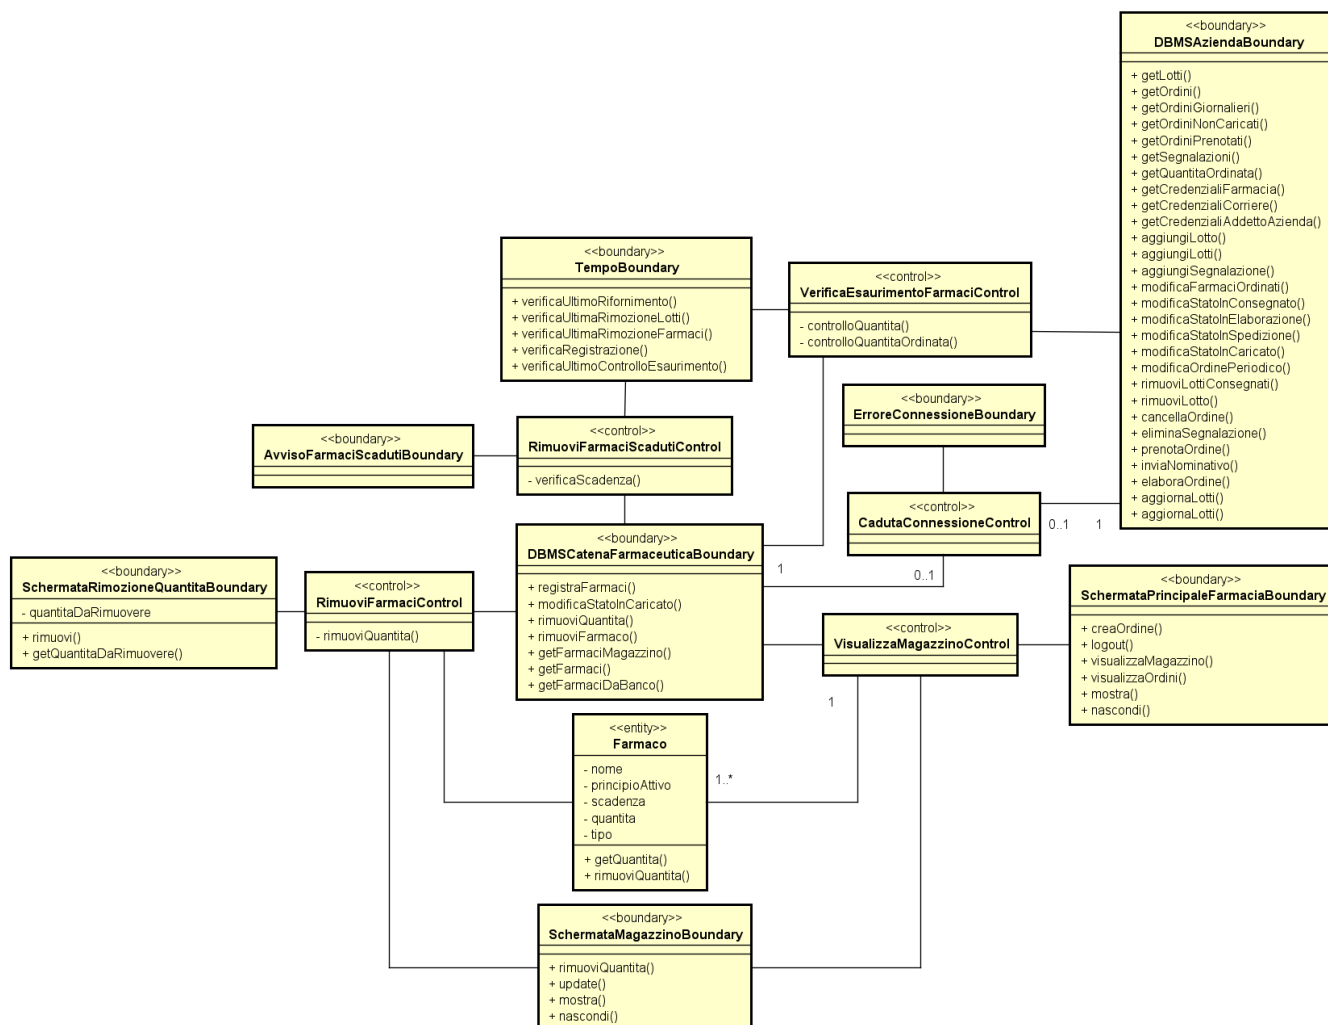 <<boundary>>
DBMSAziendaBoundary
+ getLotti()
+ getOrdini()
+ getOrdiniGiornalieri()
+ getOrdiniNonCaricati()
+ getOrdiniPrenotati()
+ getSegnalazioni()
+ getQuantitaOrdinata()
+ getCredenzialiFarmacia()
+ getCredenzialiCorriere()
+ getCredenzialiAddettoAzienda()
+ aggiungiLotto()
+ aggiungiLotti()
+ aggiungiSegnalazione()
+ modificaFarmaciOrdinati()
+ modificaStatoInConsegnato()
+ modificaStatoInElaborazione()
+ modificaStatoInSpedizione()
+ modificaStatoInCaricato()
+ modificaOrdinePeriodico()
+ rimuoviLottiConsegnati()
+ rimuoviLotto()
+ cancellaOrdine()
+ eliminaSegnalazione()
+ prenotaOrdine()
+ inviaNominativo()
+ elaboraOrdine()
+ aggiornaLotti()
+ aggiornaLotti()
<<boundary>>
TempoBoundary
+ verificaUltimoRifornimento()
+ verificaUltimaRimozioneLotti()
+ verificaUltimaRimozioneFarmaci()
+ verificaRegistrazione()
+ verificaUltimoControlloEsaurimento()
<<control>>
VerificaEsaurimentoFarmaciControl
- controlloQuantita()
- controlloQuantitaOrdinata()
<<boundary>>
ErroreConnessioneBoundary
<<boundary>>
AvvisoFarmaciScadutiBoundary
<<control>>
RimuoviFarmaciScadutiControl
- verificaScadenza()
<<control>>
CadutaConnessioneControl
0..1
1
<<boundary>>
DBMSCatenaFarmaceuticaBoundary
+ registraFarmaci()
+ modificaStatoInCaricato()
+ rimuoviQuantita()
+ rimuoviFarmaco()
+ getFarmaciMagazzino()
+ getFarmaci()
+ getFarmaciDaBanco()
1
0..1
<<boundary>>
SchermataRimozioneQuantitaBoundary
- quantitaDaRimuovere
+ rimuovi()
+ getQuantitaDaRimuovere()
<<control>>
RimuoviFarmaciControl
- rimuoviQuantita()
<<control>>
VisualizzaMagazzinoControl
<<boundary>>
SchermataPrincipaleFarmaciaBoundary
+ creaOrdine()
+ logout()
+ visualizzaMagazzino()
+ visualizzaOrdini()
+ mostra()
+ nascondi()
1
<<entity>>
Farmaco
- nome
- principioAttivo
- scadenza
- quantita
- tipo
+ getQuantita()
+ rimuoviQuantita()
1..*
<<boundary>>
SchermataMagazzinoBoundary
+ rimuoviQuantita()
+ update()
+ mostra()
+ nascondi()